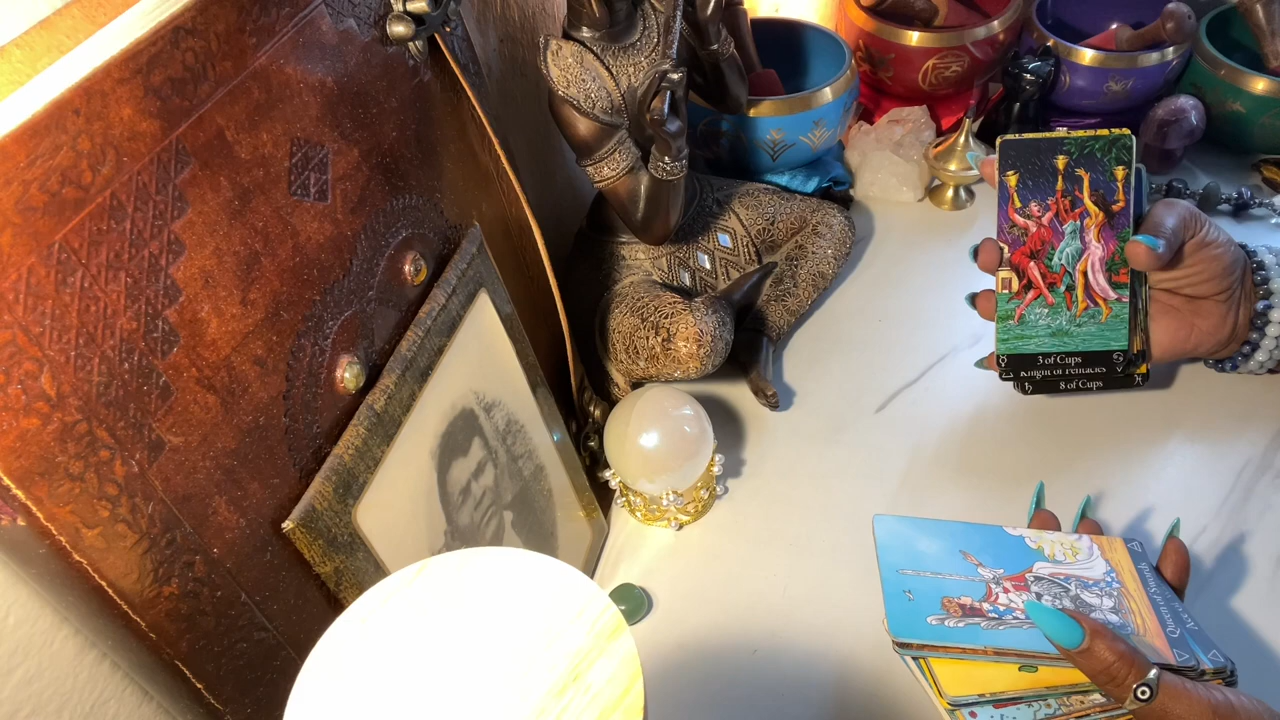 3 of Cups
Knight of Pentacles
8 of Cups
Queen of Swords